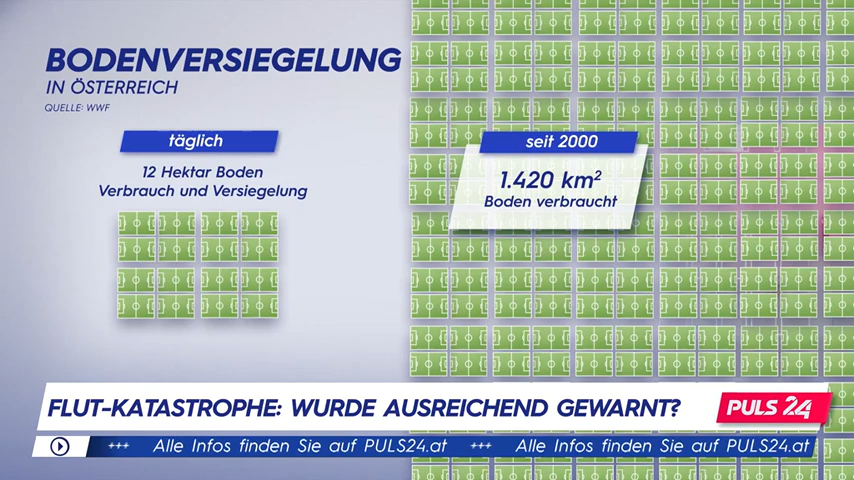 BODENVERSIEGELUNG
IN ÖSTERREICH
QUELLE: WWF
täglich
12 Hektar Boden
Verbrauch und Versiegelung
seit 2000
1.420 km²
Boden verbraucht
FLUT-KATASTROPHE: WURDE AUSREICHEND GEWARNT?
PULS 24
+++ Alle Infos finden Sie auf PULS24.at +++ Alle Infos finden Sie auf PULS24.at